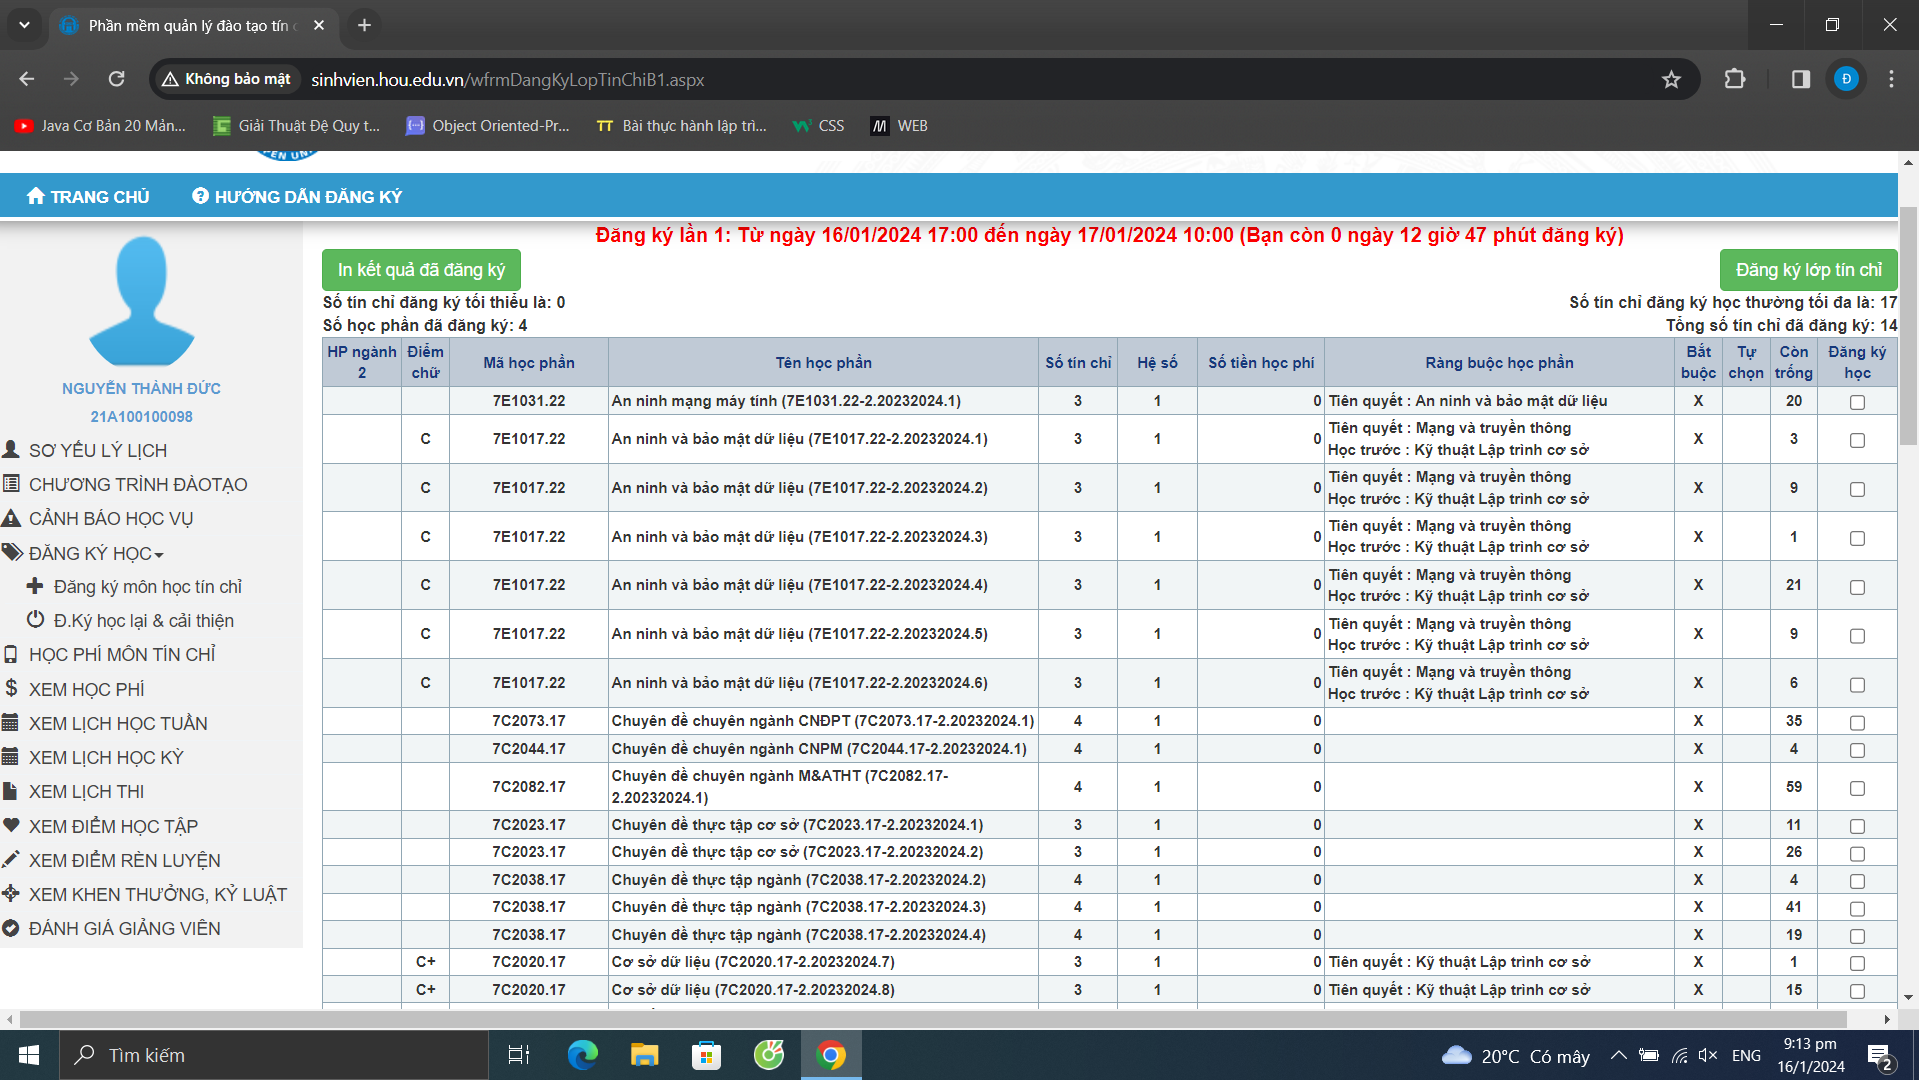 Phần mềm quản lý đào tạo tín
Không bảo mật
sinhvien.hou.edu.vn/wfrmDangKyLopTinChiB1.aspx
Đ
Java Cơ Bản 20 Mản...
Giải Thuật Đệ Quy t...
Object Oriented-Pr...
TT Bài thực hành lập trì...
CSS
WEB
TRANG CHỦ
HƯỚNG DẪN ĐĂNG KÝ
NGUYỄN THÀNH ĐỨC
21A100100098
SƠ YẾU LÝ LỊCH
CHƯƠNG TRÌNH ĐÀOTẠO
CẢNH BÁO HỌC VỤ
ĐĂNG KÝ HỌC
Đăng ký môn học tín chỉ
Đ.Ký học lại & cải thiện
HỌC PHÍ MÔN TÍN CHỈ
XEM HỌC PHÍ
XEM LỊCH HỌC TUẦN
XEM LỊCH HỌC KỲ
XEM LỊCH THI
XEM ĐIỂM HỌC TẬP
XEM ĐIỂM RÈN LUYỆN
XEM KHEN THƯỞNG, KỶ LUẬT
ĐÁNH GIÁ GIẢNG VIÊN
Đăng ký lần 1: Từ ngày 16/01/2024 17:00 đến ngày 17/01/2024 10:00 (Bạn còn 0 ngày 12 giờ 47 phút đăng ký)
In kết quả đã đăng ký
Đăng ký lớp tín chỉ
Số tín chỉ đăng ký tối thiểu là: 0
Số tín chỉ đăng ký học thường tối đa là: 17
Số học phần đã đăng ký: 4
Tổng số tín chỉ đã đăng ký: 14
HP ngành 2 Điểm chữ Mã học phần Tên học phần Số tín chỉ Hệ số Số tiền học phí Ràng buộc học phần Bắt buộc Tự chọn Còn trống Đăng ký học
7E1031.22 An ninh mạng máy tính (7E1031.22-2.20232024.1) 3 1 0 Tiên quyết : An ninh và bảo mật dữ liệu X 20
C 7E1017.22 An ninh và bảo mật dữ liệu (7E1017.22-2.20232024.1) 3 1 0 Tiên quyết : Mạng và truyền thông
Học trước : Kỹ thuật Lập trình cơ sở X 3
C 7E1017.22 An ninh và bảo mật dữ liệu (7E1017.22-2.20232024.2) 3 1 0 Tiên quyết : Mạng và truyền thông
Học trước : Kỹ thuật Lập trình cơ sở X 9
C 7E1017.22 An ninh và bảo mật dữ liệu (7E1017.22-2.20232024.3) 3 1 0 Tiên quyết : Mạng và truyền thông
Học trước : Kỹ thuật Lập trình cơ sở X 1
C 7E1017.22 An ninh và bảo mật dữ liệu (7E1017.22-2.20232024.4) 3 1 0 Tiên quyết : Mạng và truyền thông
Học trước : Kỹ thuật Lập trình cơ sở X 21
C 7E1017.22 An ninh và bảo mật dữ liệu (7E1017.22-2.20232024.5) 3 1 0 Tiên quyết : Mạng và truyền thông
Học trước : Kỹ thuật Lập trình cơ sở X 9
C 7E1017.22 An ninh và bảo mật dữ liệu (7E1017.22-2.20232024.6) 3 1 0 Tiên quyết : Mạng và truyền thông
Học trước : Kỹ thuật Lập trình cơ sở X 6
7C2073.17 Chuyên đề chuyên ngành CNĐPT (7C2073.17-2.20232024.1) 4 1 0 X 35
7C2044.17 Chuyên đề chuyên ngành CNPM (7C2044.17-2.20232024.1) 4 1 0 X 4
7C2082.17 Chuyên đề chuyên ngành M&ATHT (7C2082.17-
2.20232024.1) 4 1 0 X 59
7C2023.17 Chuyên đề thực tập cơ sở (7C2023.17-2.20232024.1) 3 1 0 X 11
7C2023.17 Chuyên đề thực tập cơ sở (7C2023.17-2.20232024.2) 3 1 0 X 26
7C2038.17 Chuyên đề thực tập ngành (7C2038.17-2.20232024.2) 4 1 0 X 4
7C2038.17 Chuyên đề thực tập ngành (7C2038.17-2.20232024.3) 4 1 0 X 41
7C2038.17 Chuyên đề thực tập ngành (7C2038.17-2.20232024.4) 4 1 0 X 19
C+ 7C2020.17 Cơ sở dữ liệu (7C2020.17-2.20232024.7) 3 1 0 Tiên quyết : Kỹ thuật Lập trình cơ sở X 1
C+ 7C2020.17 Cơ sở dữ liệu (7C2020.17-2.20232024.8) 3 1 0 Tiên quyết : Kỹ thuật Lập trình cơ sở X 15
Tìm kiếm
20°C Có mây
ENG
9:13 pm
16/1/2024
2